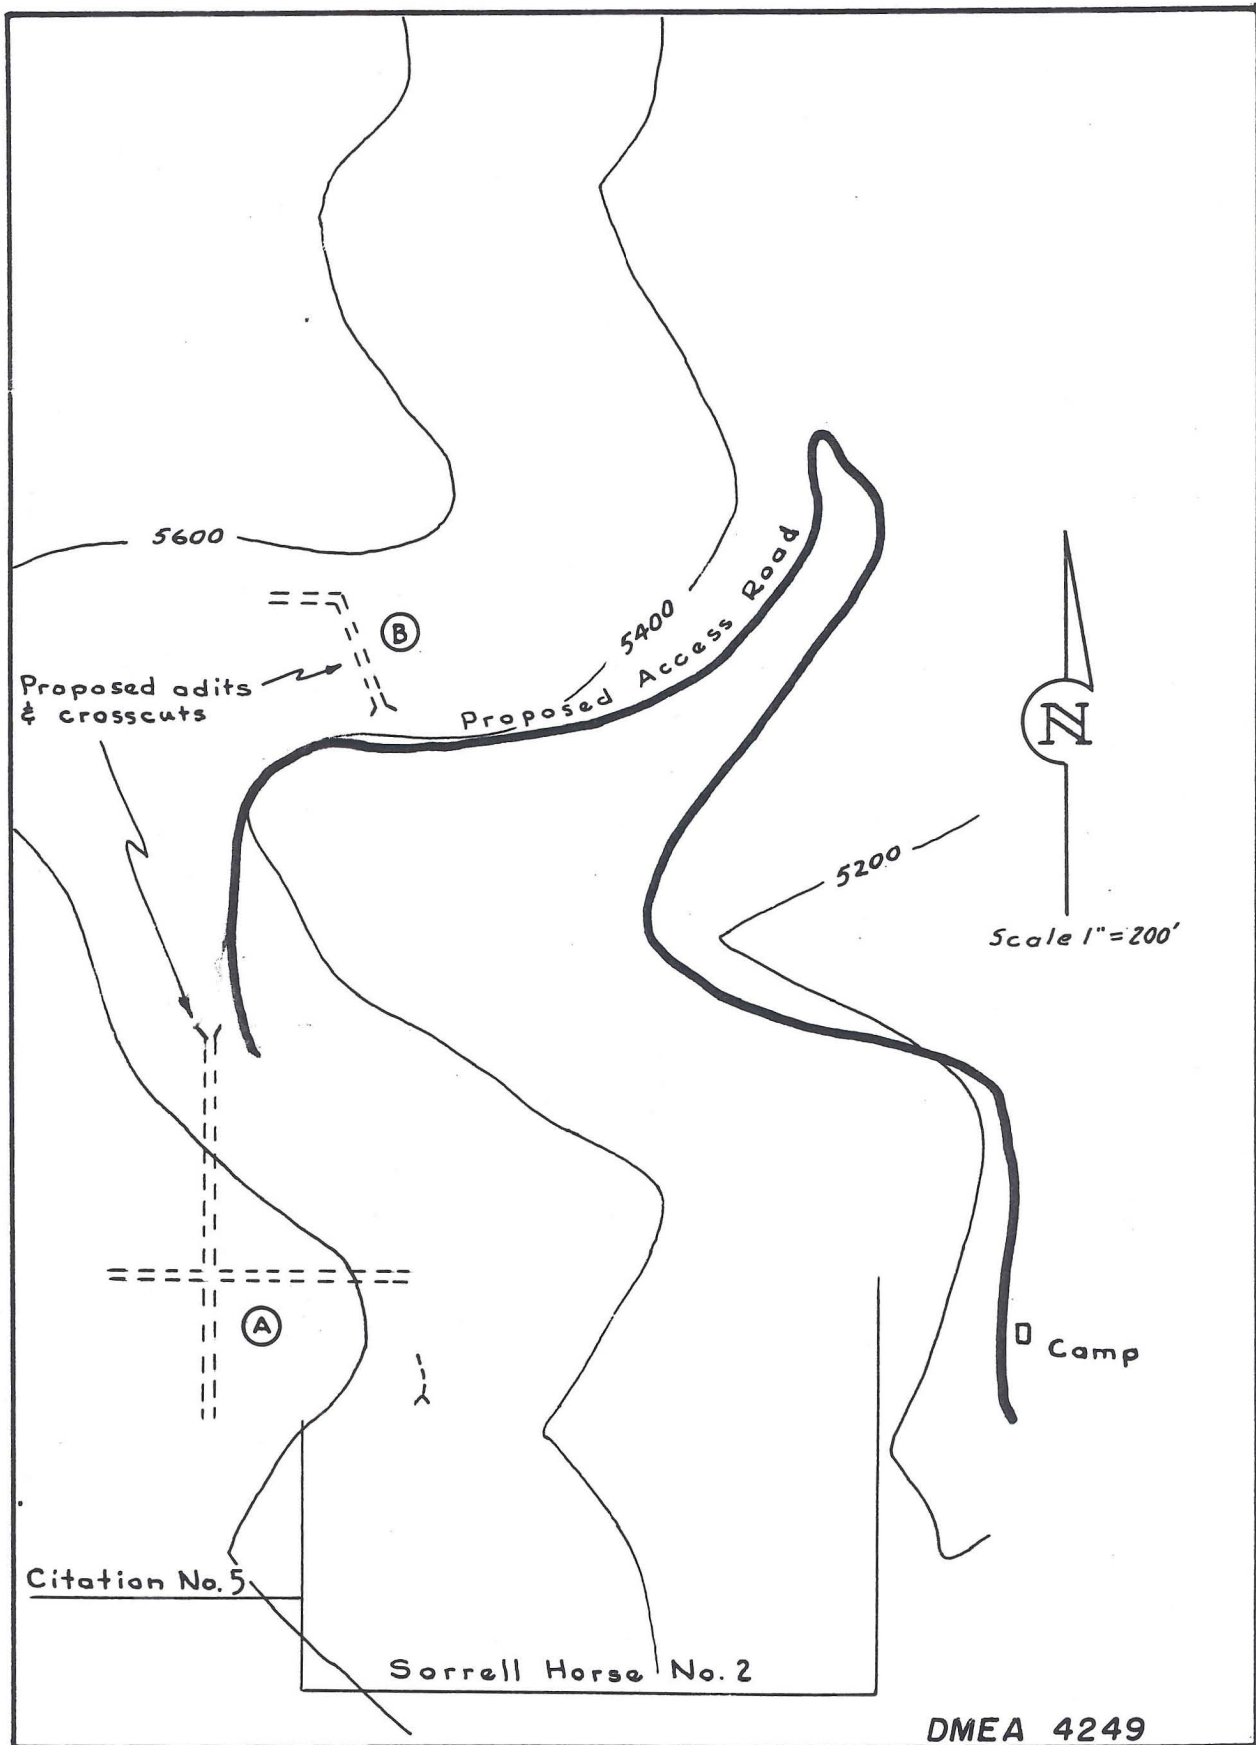 5600
B
Proposed adits
& crosscuts
5400
Proposed Access Road
N
5200
Scale 1" = 200'
A
Camp
Citation No. 5
Sorrell Horse No. 2
DMEA 4249